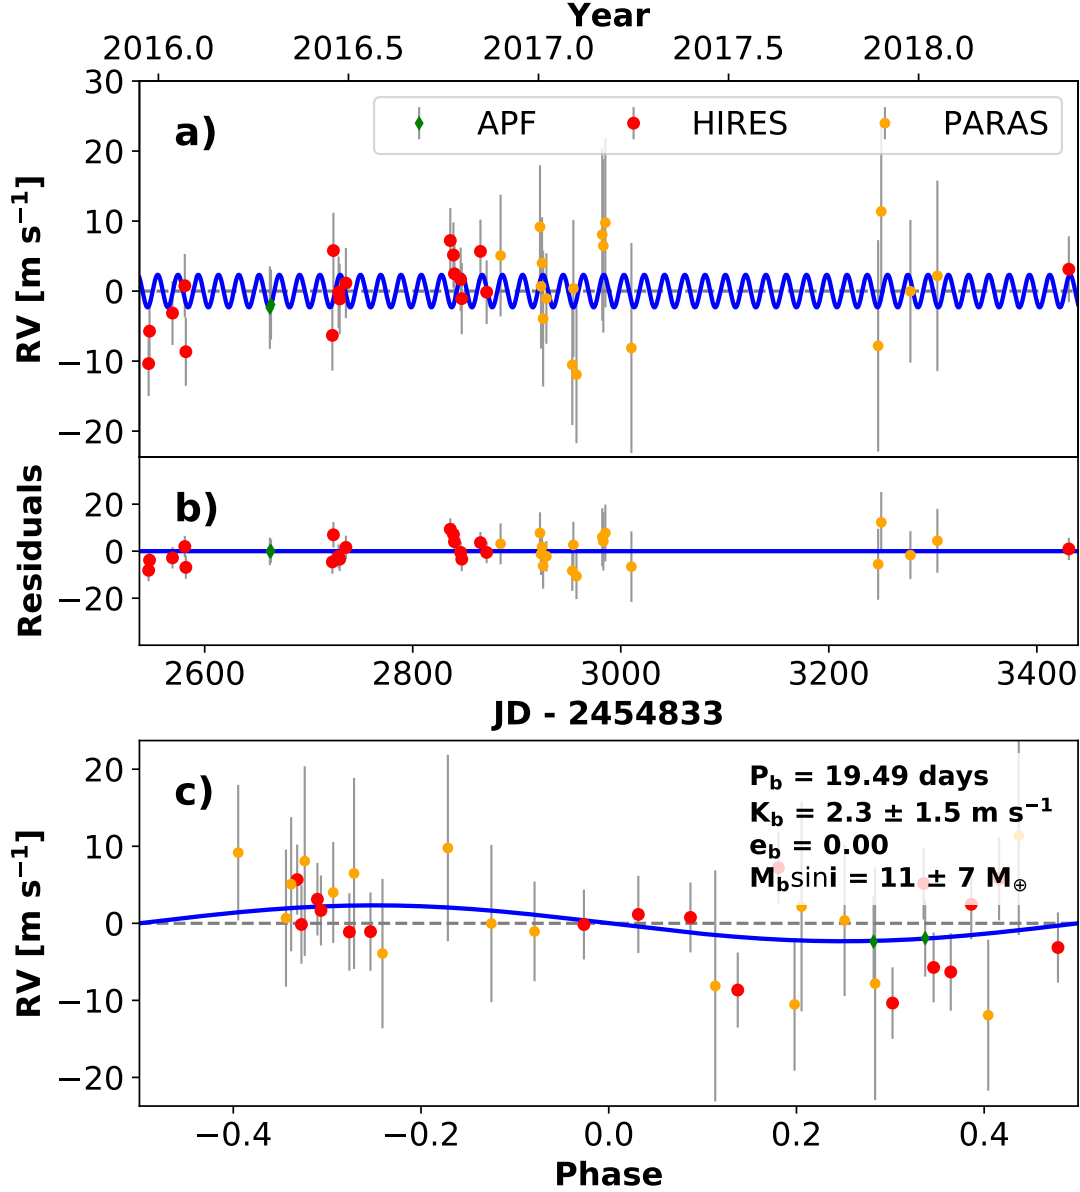 Year
2016.0 2016.5 2017.0 2017.5 2018.0
a)
APF HIRES PARAS
30
20
10
0
−10
−20
RV [m s⁻¹]
b)
20
0
−20
Residuals
2600 2800 3000 3200 3400
JD - 2454833
c)
P_b = 19.49 days
K_b = 2.3 ± 1.5 m s⁻¹
e_b = 0.00
M_b sini = 11 ± 7 M_⊕
20
10
0
−10
−20
RV [m s⁻¹]
−0.4 −0.2 0.0 0.2 0.4
Phase